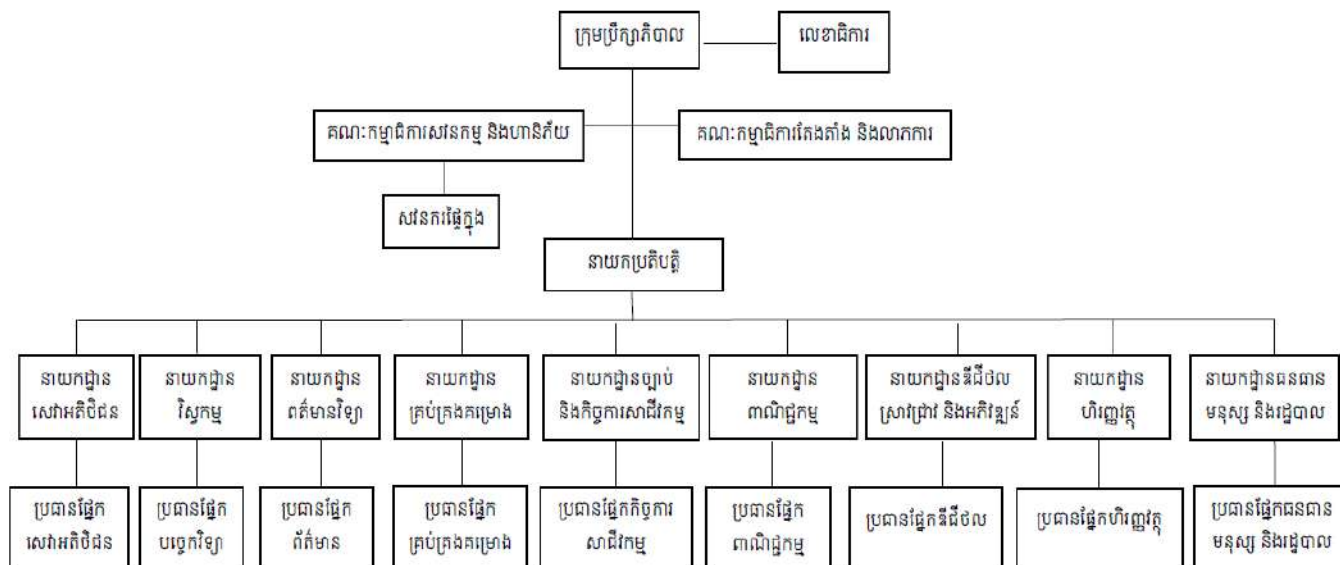 ក្រុមប្រឹក្សាភិបាល
លេខាធិការ
គណៈកម្មាធិការសវនកម្ម និងហានិភ័យ
គណៈកម្មាធិការតែងតាំង និងលាភការ
សវនករផ្ទៃក្នុង
នាយកប្រតិបត្តិ
នាយកដ្ឋាន
សេវាអតិថិជន
នាយកដ្ឋាន
វិស្វកម្ម
នាយកដ្ឋាន
ពត៌មានវិទ្យា
នាយកដ្ឋាន
គ្រប់គ្រងគម្រោង
នាយកដ្ឋានច្បាប់
និងកិច្ចការសាជីវកម្ម
នាយកដ្ឋាន
ពាណិជ្ជកម្ម
នាយកដ្ឋានឌីជីថល
ស្រាវជ្រាវ និងអភិវឌ្ឍន៍
នាយកដ្ឋាន
ហិរញ្ញវត្ថុ
នាយកដ្ឋានធនធាន
មនុស្ស និងរដ្ឋបាល
ប្រធានផ្នែក
សេវាអតិថិជន
ប្រធានផ្នែក
បច្ចេកវិទ្យា
ប្រធានផ្នែក
ព័ត៌មាន
ប្រធានផ្នែក
គ្រប់គ្រងគម្រោង
ប្រធានផ្នែកកិច្ចការ
សាជីវកម្ម
ប្រធានផ្នែក
ពាណិជ្ជកម្ម
ប្រធានផ្នែកឌីជីថល
ប្រធានផ្នែកហិរញ្ញវត្ថុ
ប្រធានផ្នែកធនធាន
មនុស្ស និងរដ្ឋបាល